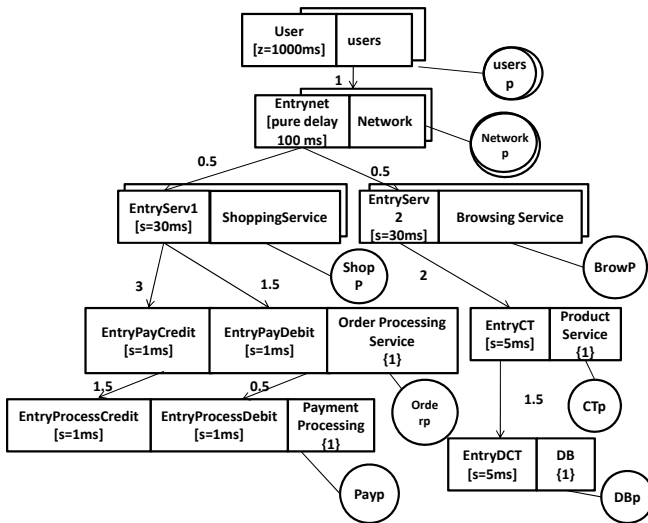 User
[z=1000ms]
users
users
p
1
Entrynet
[pure delay
100 ms]
Network
Network
p
0.5
0.5
EntryServ1
[s=30ms]
ShoppingService
EntryServ
2
[s=30ms]
Browsing Service
Shop
P
BrowP
3
1.5
2
EntryPayCredit
[s=1ms]
EntryPayDebit
[s=1ms]
Order Processing
Service
{1}
EntryCT
[s=5ms]
Product
Service
{1}
1.5
0.5
Orde
rp
CTp
1.5
EntryProcessCredit
[s=1ms]
EntryProcessDebit
[s=1ms]
Payment
Processing
{1}
EntryDCT
[s=5ms]
DB
{1}
Payp
DBp